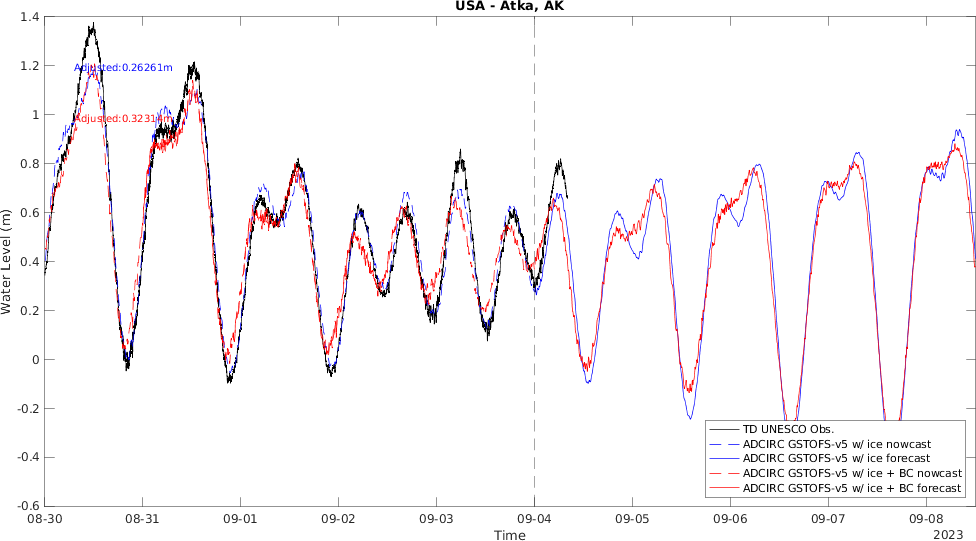 USA - Atka, AK
1.4
1.2
1
0.8
0.6
0.4
0.2
0
-0.2
-0.4
-0.6
Water Level (m)
Adjusted:0.26261m
Adjusted:0.32314m
TD UNESCO Obs.
ADCIRC GSTOFS-v5 w/ ice nowcast
ADCIRC GSTOFS-v5 w/ ice forecast
ADCIRC GSTOFS-v5 w/ ice + BC nowcast
ADCIRC GSTOFS-v5 w/ ice + BC forecast
08-30 08-31 09-01 09-02 09-03 09-04 09-05 09-06 09-07 09-08
Time
2023